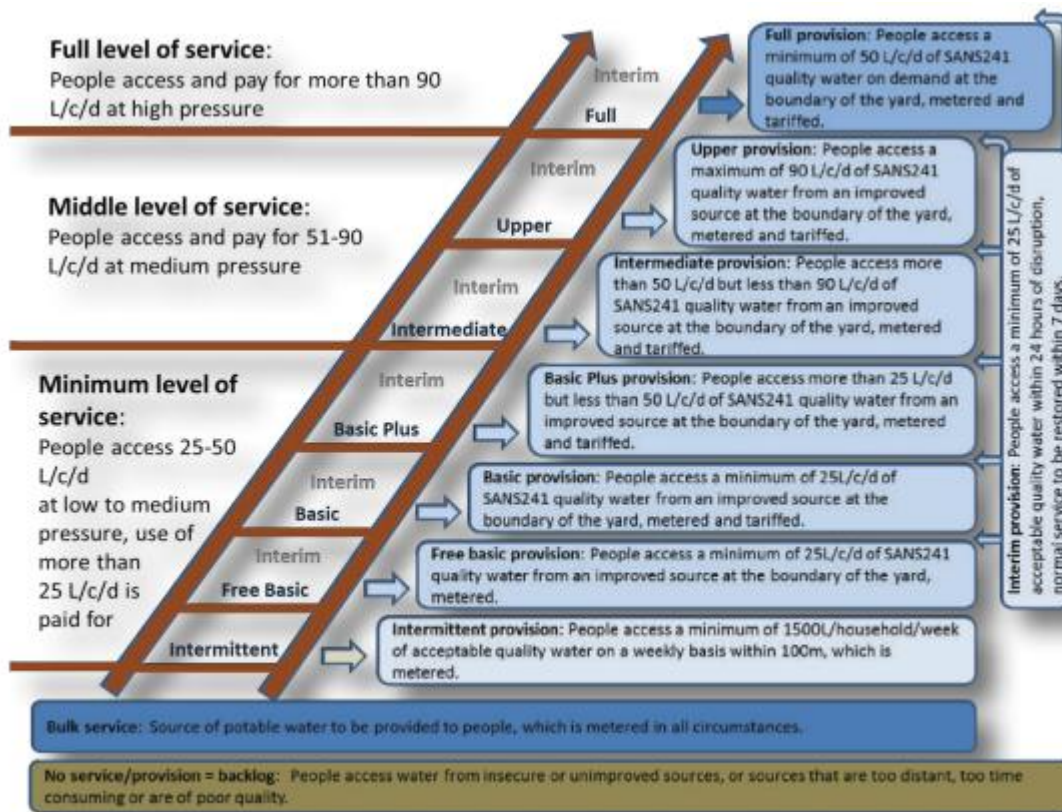 Full level of service:
People access and pay for more than 90
L/c/d at high pressure
Middle level of service:
People access and pay for 51-90
L/c/d at medium pressure
Minimum level of
service:
People access 25-50
L/c/d
at low to medium
pressure, use of
more than
25 L/c/d is
paid for
Interim
Full
Interim
Upper
Interim
Intermediate
Interim
Basic Plus
Interim
Basic
Interim
Free Basic
Intermittent
Full provision: People access a
minimum of 50 L/c/d of SANS241
quality water on demand at the
boundary of the yard, metered and
tariffed.
Upper provision: People access a
maximum of 90 L/c/d of SANS241
quality water from an improved
source at the boundary of the yard,
metered and tariffed.
Intermediate provision: People access more
than 50 L/c/d but less than 90 L/c/d of
SANS241 quality water from an improved
source at the boundary of the yard, metered
and tariffed.
Basic Plus provision: People access more than 25 L/c/d
but less than 50 L/c/d of SANS241 quality water from an
improved source at the boundary of the yard, metered
and tariffed.
Basic provision: People access a minimum of 25L/c/d of
SANS241 quality water from an improved source at the
boundary of the yard, metered and tariffed.
Free basic provision: People access a minimum of 25L/c/d of SANS241
quality water from an improved source at the boundary of the yard,
metered.
Intermittent provision: People access a minimum of 1500L/household/week
of acceptable quality water on a weekly basis within 100m, which is
metered.
Interim provision: People access a minimum of 25 L/c/d of
acceptable quality water within 24 hours of disruption,
normal service to be restored within 7 days.
Bulk service: Source of potable water to be provided to people, which is metered in all circumstances.
No service/provision = backlog: People access water from insecure or unimproved sources, or sources that are too distant, too time
consuming or are of poor quality.